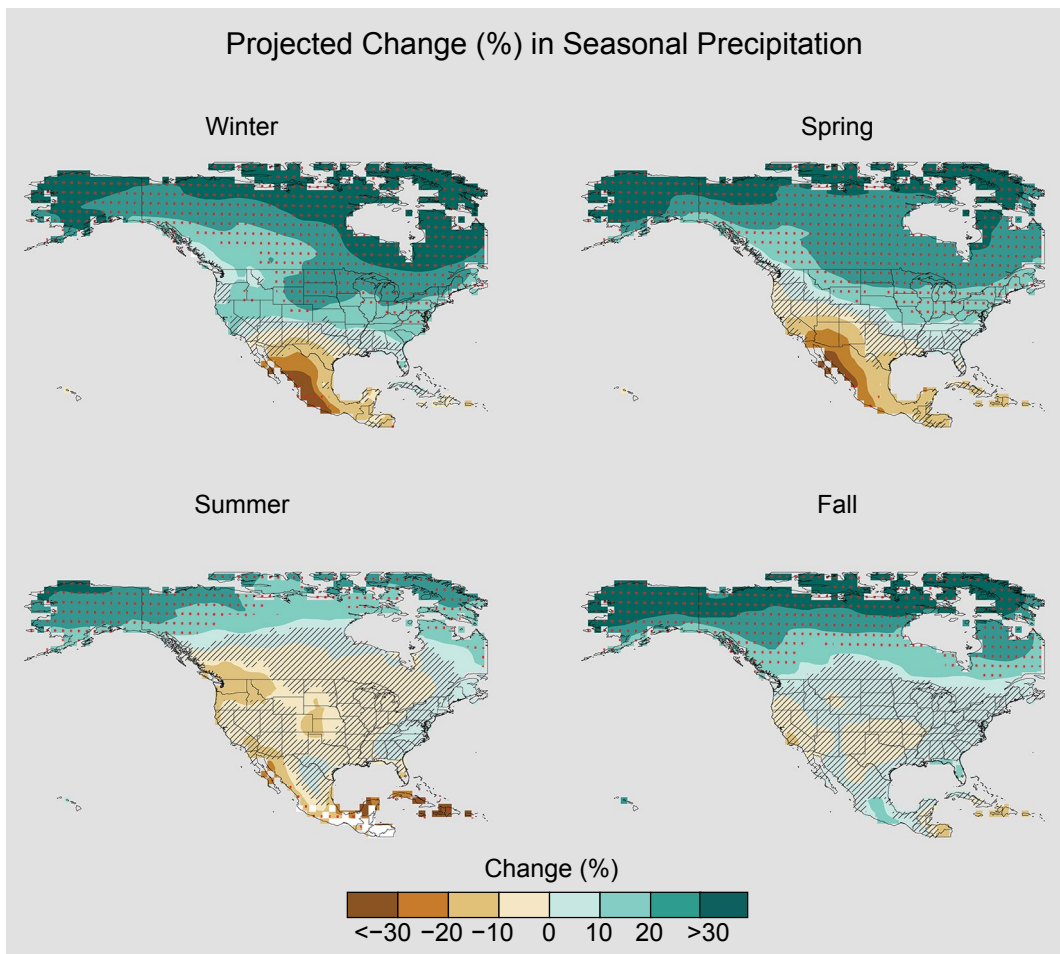 Projected Change (%) in Seasonal Precipitation
Winter
Spring
Summer
Fall
Change (%)
<−30 −20 −10 0 10 20 >30